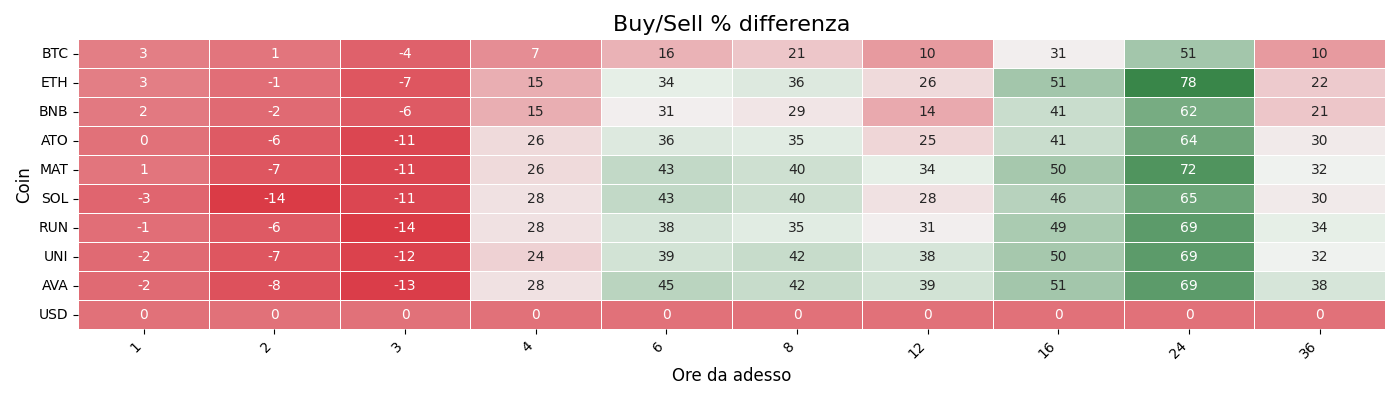 Buy/Sell % differenza
BTC 3 1 -4 7 16 21 10 31 51 10
ETH 3 -1 -7 15 34 36 26 51 78 22
BNB 2 -2 -6 15 31 29 14 41 62 21
ATO 0 -6 -11 26 36 35 25 41 64 30
MAT 1 -7 -11 26 43 40 34 50 72 32
SOL -3 -14 -11 28 43 40 28 46 65 30
RUN -1 -6 -14 28 38 35 31 49 69 34
UNI -2 -7 -12 24 39 42 38 50 69 32
AVA -2 -8 -13 28 45 42 39 51 69 38
USD 0 0 0 0 0 0 0 0 0 0
Coin
1 2 3 4 6 8 12 16 24 36
Ore da adesso